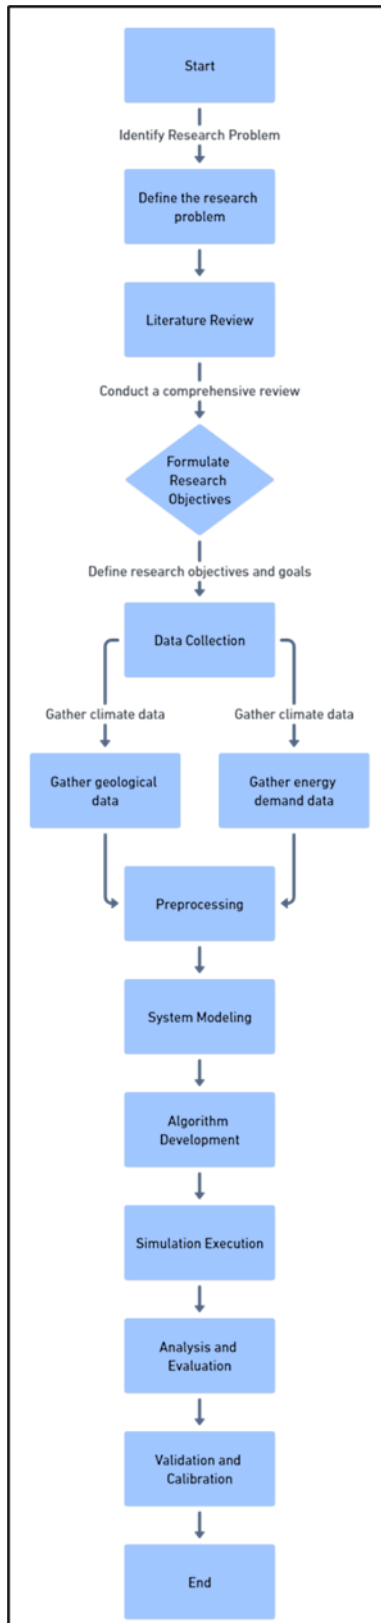 Start
Identify Research Problem
Define the research
problem
Literature Review
Conduct a comprehensive review
Formulate
Research
Objectives
Define research objectives and goals
Data Collection
Gather climate data
Gather climate data
Gather geological
data
Gather energy
demand data
Preprocessing
System Modeling
Algorithm
Development
Simulation Execution
Analysis and
Evaluation
Validation and
Calibration
End